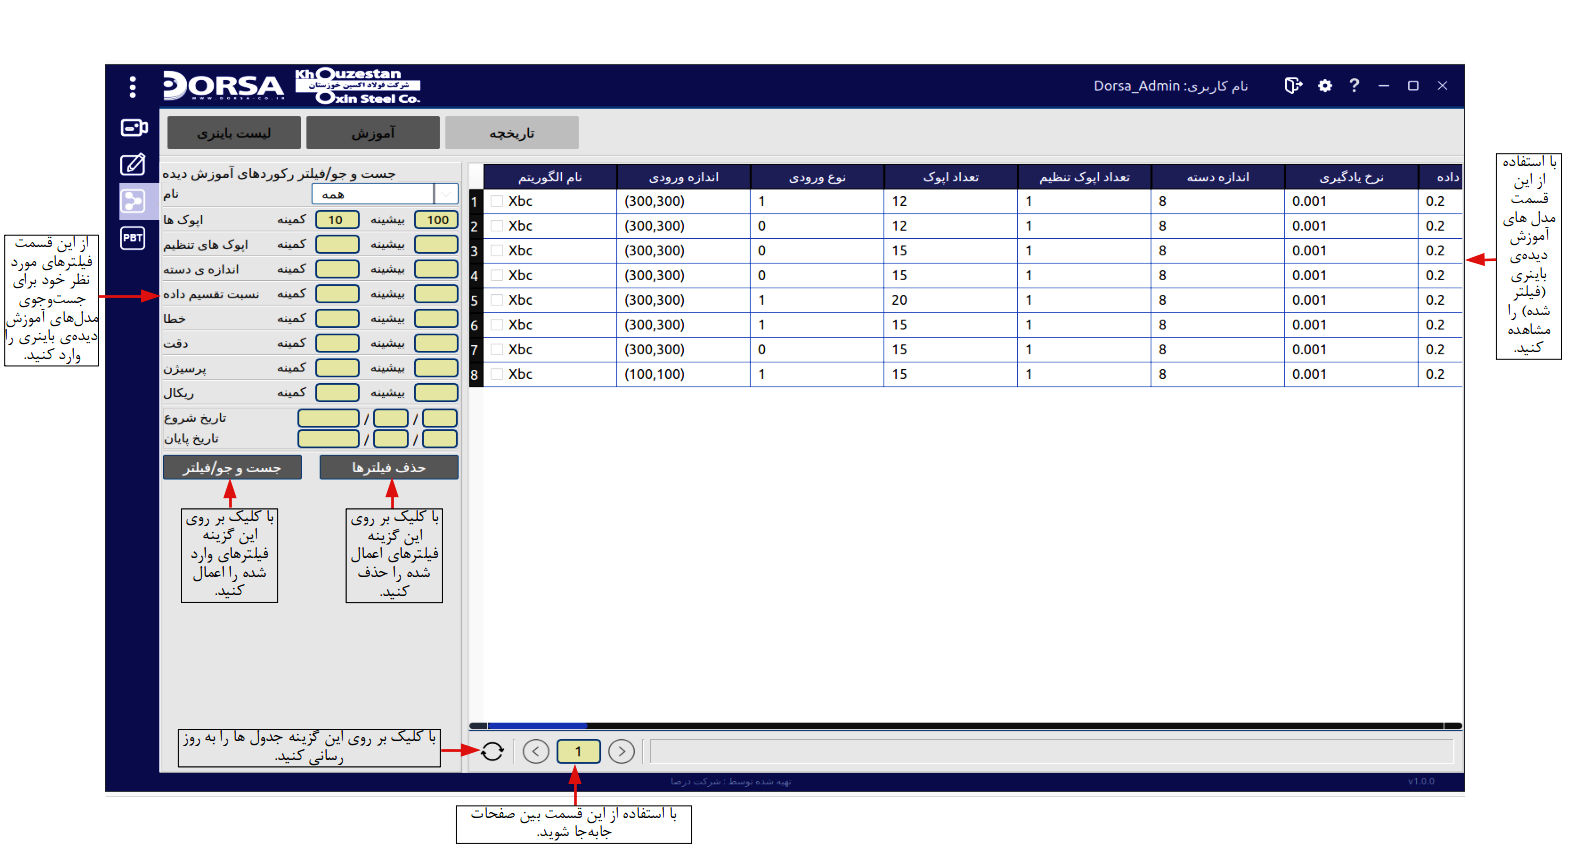 DORSA
WWW.DORSA-CO.IR
Khouzestan
شرکت فولاد اکسین خوزستان
Oxin Steel Co.
نام کاربری: Dorsa_Admin
?
لیست باینری
آموزش
تاریخچه
جست و جو/فیلتر رکوردهای آموزش دیده
نام همه
اپوک ها کمینه 10 بیشینه 100
اپوک های تنظیم کمینه بیشینه
اندازه ی دسته کمینه بیشینه
نسبت تقسیم داده کمینه بیشینه
خطا کمینه بیشینه
دقت کمینه بیشینه
پرسیژن کمینه بیشینه
ریکال کمینه بیشینه
تاریخ شروع / /
تاریخ پایان / /
جست و جو/فیلتر
حذف فیلترها
نام الگوریتم اندازه ورودی نوع ورودی تعداد اپوک تعداد اپوک تنظیم اندازه دسته نرخ یادگیری داده
1 Xbc (300,300) 1 12 1 8 0.001 0.2
2 Xbc (300,300) 0 12 1 8 0.001 0.2
3 Xbc (300,300) 0 15 1 8 0.001 0.2
4 Xbc (300,300) 0 15 1 8 0.001 0.2
5 Xbc (300,300) 1 20 1 8 0.001 0.2
6 Xbc (300,300) 1 15 1 8 0.001 0.2
7 Xbc (300,300) 0 15 1 8 0.001 0.2
8 Xbc (100,100) 1 15 1 8 0.001 0.2
PBT
از این قسمت
فیلترهای مورد
نظر خود برای
جست‌وجوی
مدل‌های آموزش
دیده‌ی باینری را
وارد کنید.
با استفاده
از این
قسمت
مدل های
آموزش
دیده‌ی
باینری
(فیلتر
شده) را
مشاهده
کنید.
با کلیک بر روی
این گزینه
فیلترهای وارد
شده را اعمال
کنید.
با کلیک بر روی
این گزینه
فیلترهای اعمال
شده را حذف
کنید.
با کلیک بر روی این گزینه جدول ها را به روز
رسانی کنید.
< 1 >
تهیه شده توسط : شرکت درصا
v1.0.0
با استفاده از این قسمت بین صفحات
جابه‌جا شوید.